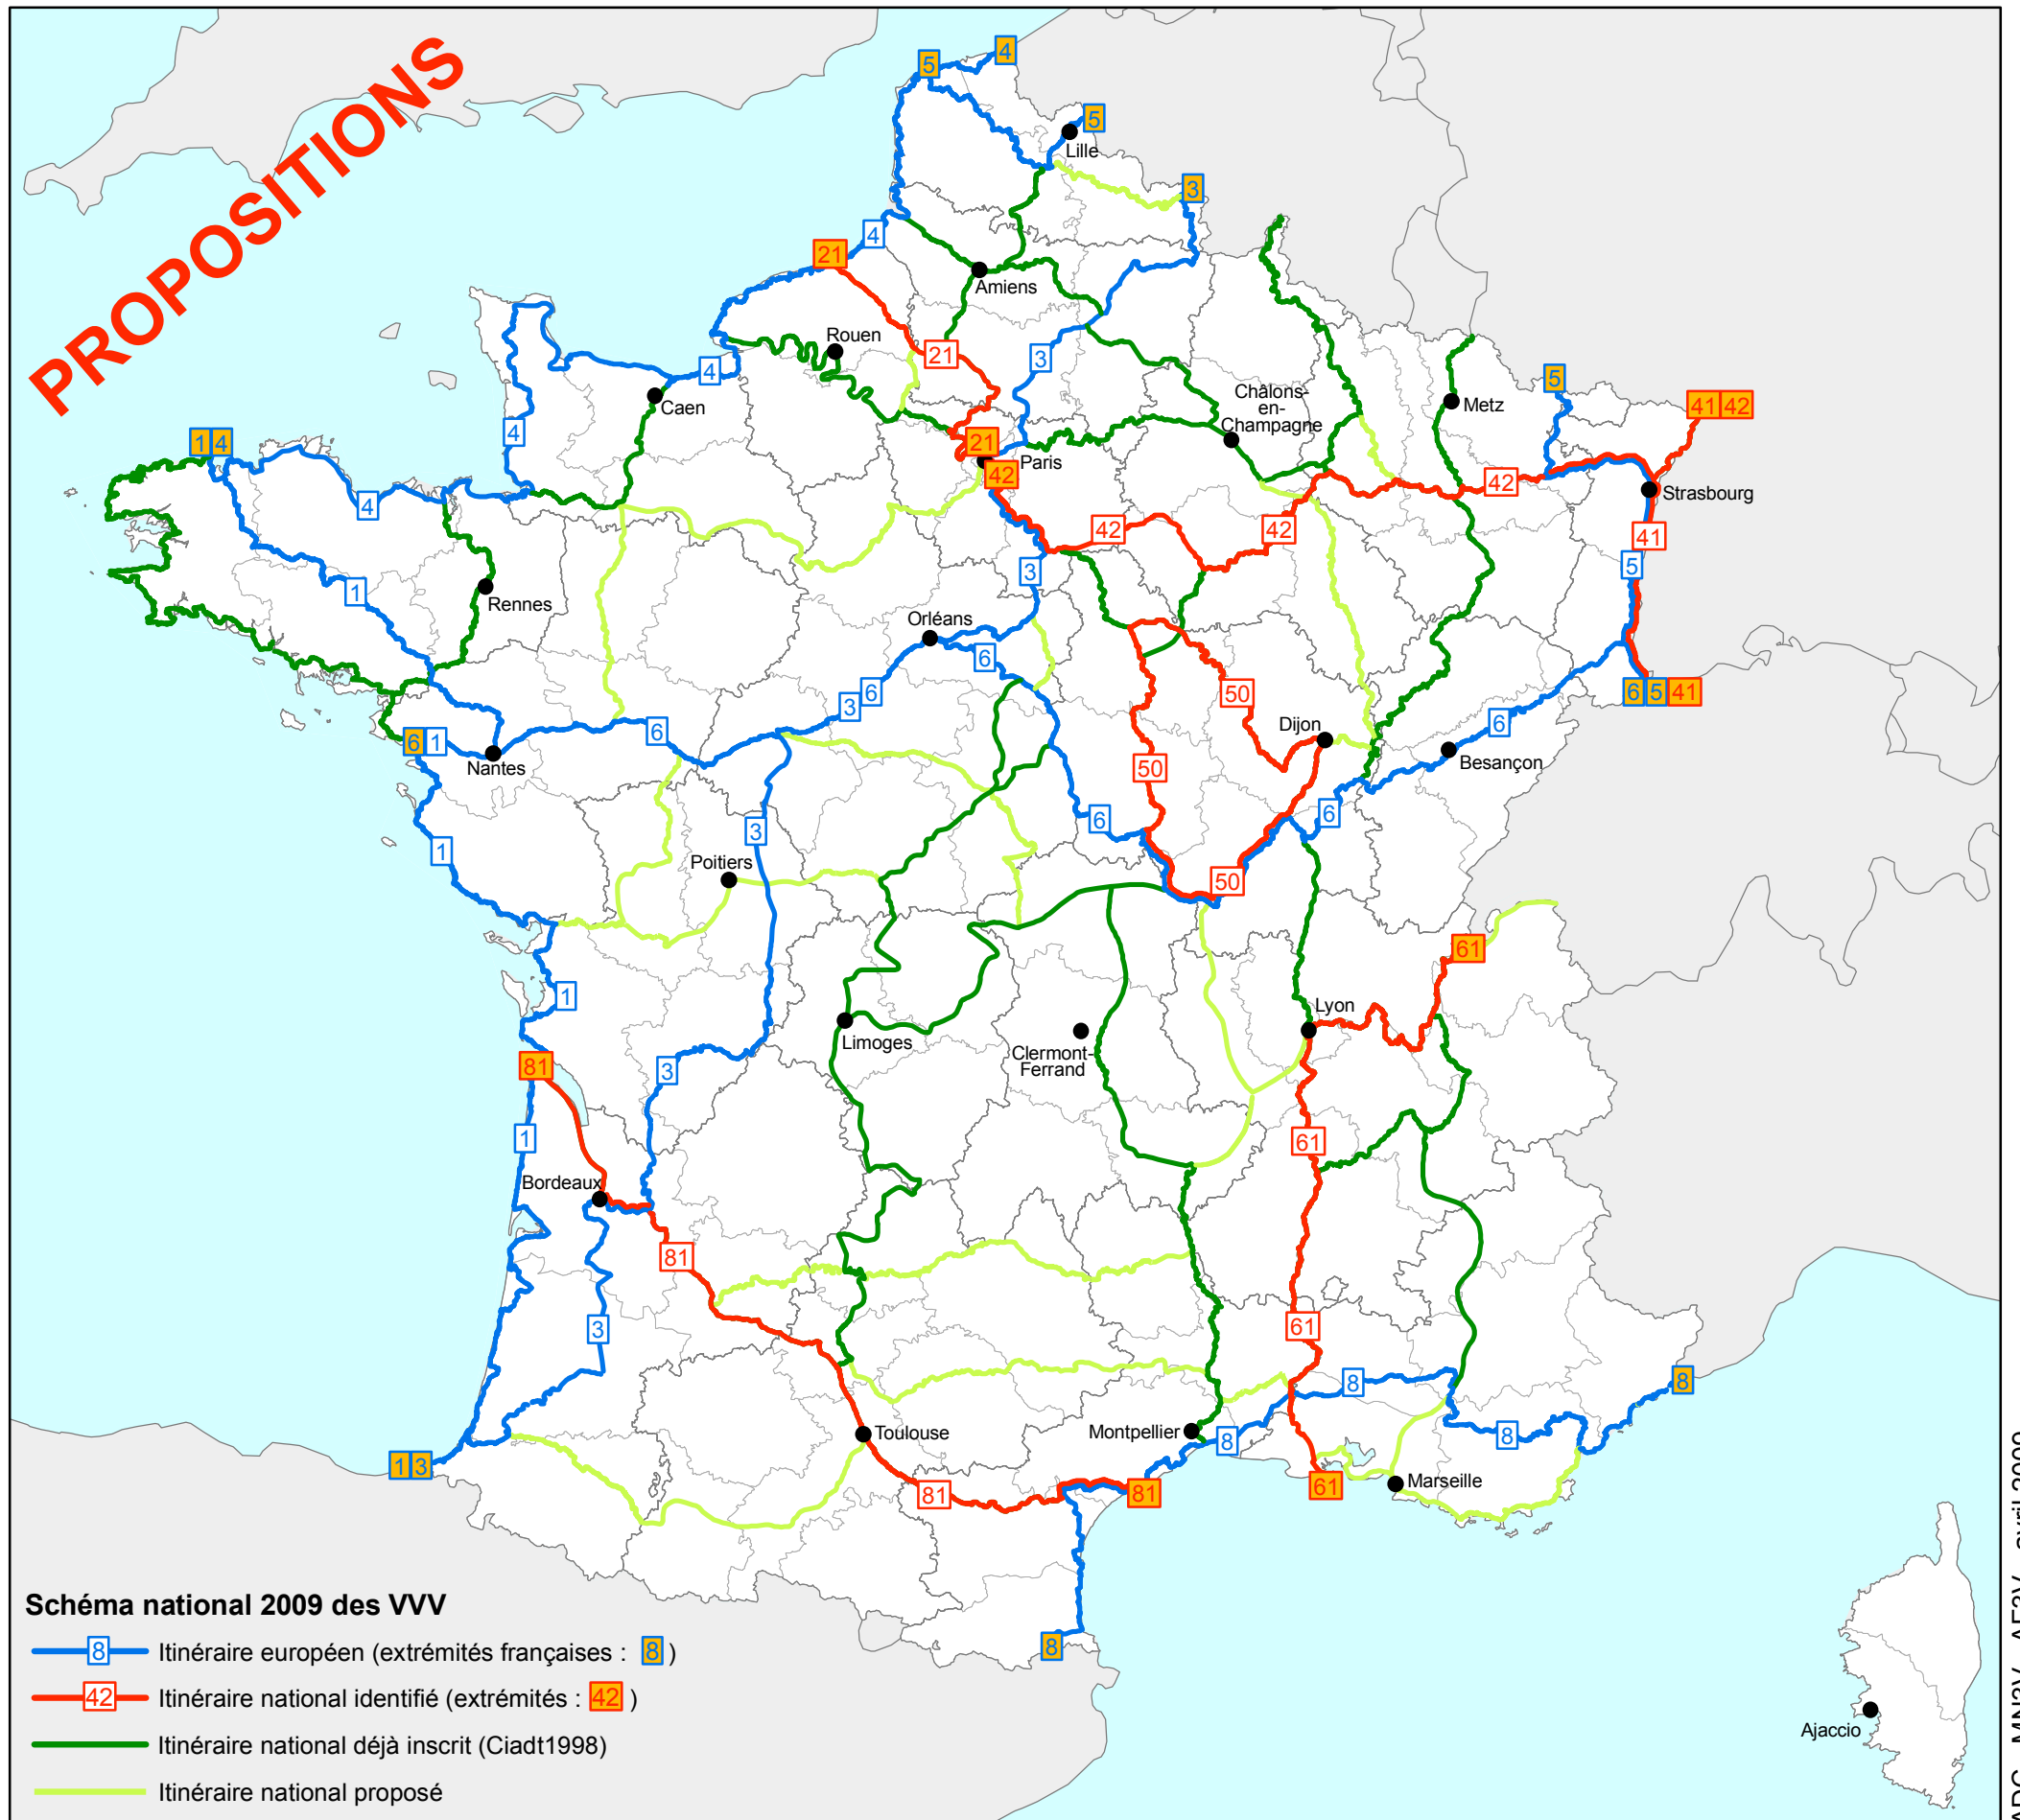 PROPOSITIONS
5
4
5
Lille
3
4
21
Amiens
Rouen
21
3
4
Caen
4
Châlons-
en-
Champagne
Metz
5
41 42
1 4
21
Paris
42
4
42
Strasbourg
42
42
41
5
3
1
Rennes
Orléans
6
6 5 41
50
3 6
6
6 1
Nantes
6
Dijon
Besançon
50
6
6
3
1
Poitiers
50
61
1
Lyon
Limoges
Clermont-
Ferrand
81
3
1
61
Bordeaux
81
3
61
8
8
Toulouse
Montpellier
8
8
1 3
81
81
61
Marseille
8
Ajaccio
Schéma national 2009 des VVV
8 Itinéraire européen (extrémités françaises : 8 )
42 Itinéraire national identifié (extrémités : 42 )
Itinéraire national déjà inscrit (Ciadt1998)
Itinéraire national proposé